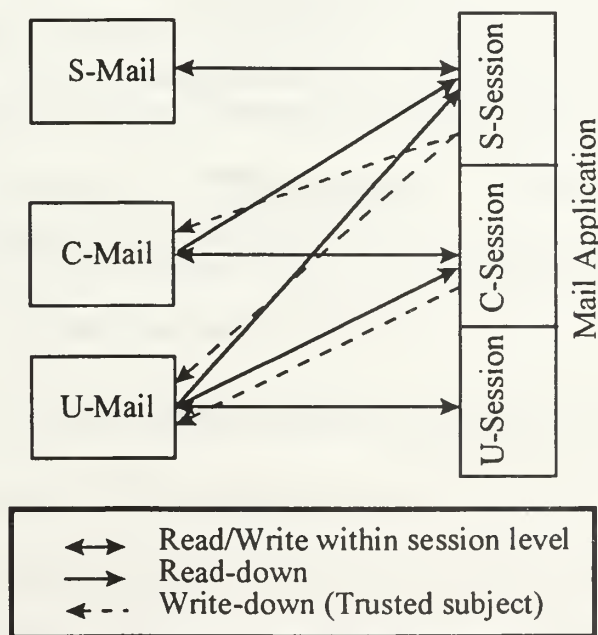 S-Mail
C-Mail
U-Mail
S-Session
C-Session
U-Session
Mail Application
Read/Write within session level
Read-down
Write-down (Trusted subject)